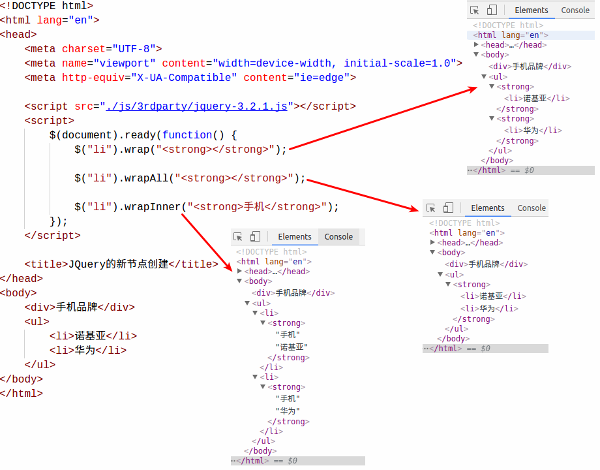 <!DOCTYPE html>
<html lang="en">
<head>
<meta charset="UTF-8">
<meta name="viewport" content="width=device-width, initial-scale=1.0">
<meta http-equiv="X-UA-Compatible" content="ie=edge">
<script src="./js/3rdparty/jquery-3.2.1.js"></script>
<script>
$(document).ready(function() {
$("li").wrap("<strong></strong>");
$("li").wrapAll("<strong></strong>");
$("li").wrapInner("<strong>手机</strong>");
});
</script>
<title>JQuery的新节点创建</title>
</head>
<body>
<div>手机品牌</div>
<ul>
<li>诺基亚</li>
<li>华为</li>
</ul>
</body>
</html>
Elements Console
<!DOCTYPE html>
<html lang="en">
<head>…</head>
<body>
<div>手机品牌</div>
<ul>
<strong>
<li>诺基亚</li>
</strong>
<strong>
<li>华为</li>
</strong>
</ul>
</body>
</html> == $0
Elements Console
<!DOCTYPE html>
<html lang="en">
<head>…</head>
<body>
<div>手机品牌</div>
<ul>
<strong>
<li>诺基亚</li>
<li>华为</li>
</strong>
</ul>
</body>
</html> == $0
Elements Console
<!DOCTYPE html>
<html lang="en">
<head>…</head>
<body>
<div>手机品牌</div>
<ul>
<li>
<strong>
"手机"
"诺基亚"
</strong>
</li>
<li>
<strong>
"手机"
"华为"
</strong>
</li>
</ul>
</body>
</html> == $0